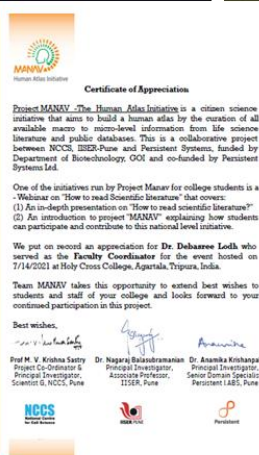 MANAV
Human Atlas Initiative
Certificate of Appreciation
Project MANAV -The Human Atlas Initiative is a citizen science
initiative that aims to build a human atlas by the curation of all
available macro to micro-level information from life science
literature and public databases. This is a collaborative project
between NCCS, IISER-Pune and Persistent Systems, funded by
Department of Biotechnology, GOI and co-funded by Persistent
Systems Ltd.
One of the initiatives run by Project Manav for college students is a
- Webinar on "How to read Scientific literature" that covers:
(1) An in-depth presentation on "How to read scientific literature?"
(2) An introduction to project "MANAV" explaining how students
can participate and contribute to this national level initiative.
We put on record an appreciation for Dr. Debasree Lodh who
served as the Faculty Coordinator for the event hosted on
7/14/2021 at Holy Cross College, Agartala, Tripura, India.
Team MANAV takes this opportunity to extend best wishes to
students and staff of your college and looks forward to your
continued participation in this project.
Best wishes,
Prof M. V. Krishna Sastry Dr. Nagaraj Balasubramanian Dr. Anamika Krishanpal
Project Co-Ordinator & Principal Investigator, Principal Investigator,
Principal Investigator, Associate Professor, Senior Domain Specialist
Scientist G, NCCS, Pune IISER, Pune Persistent LABS, Pune
NCCS
National Centre
for Cell Science
IISER PUNE
Persistent